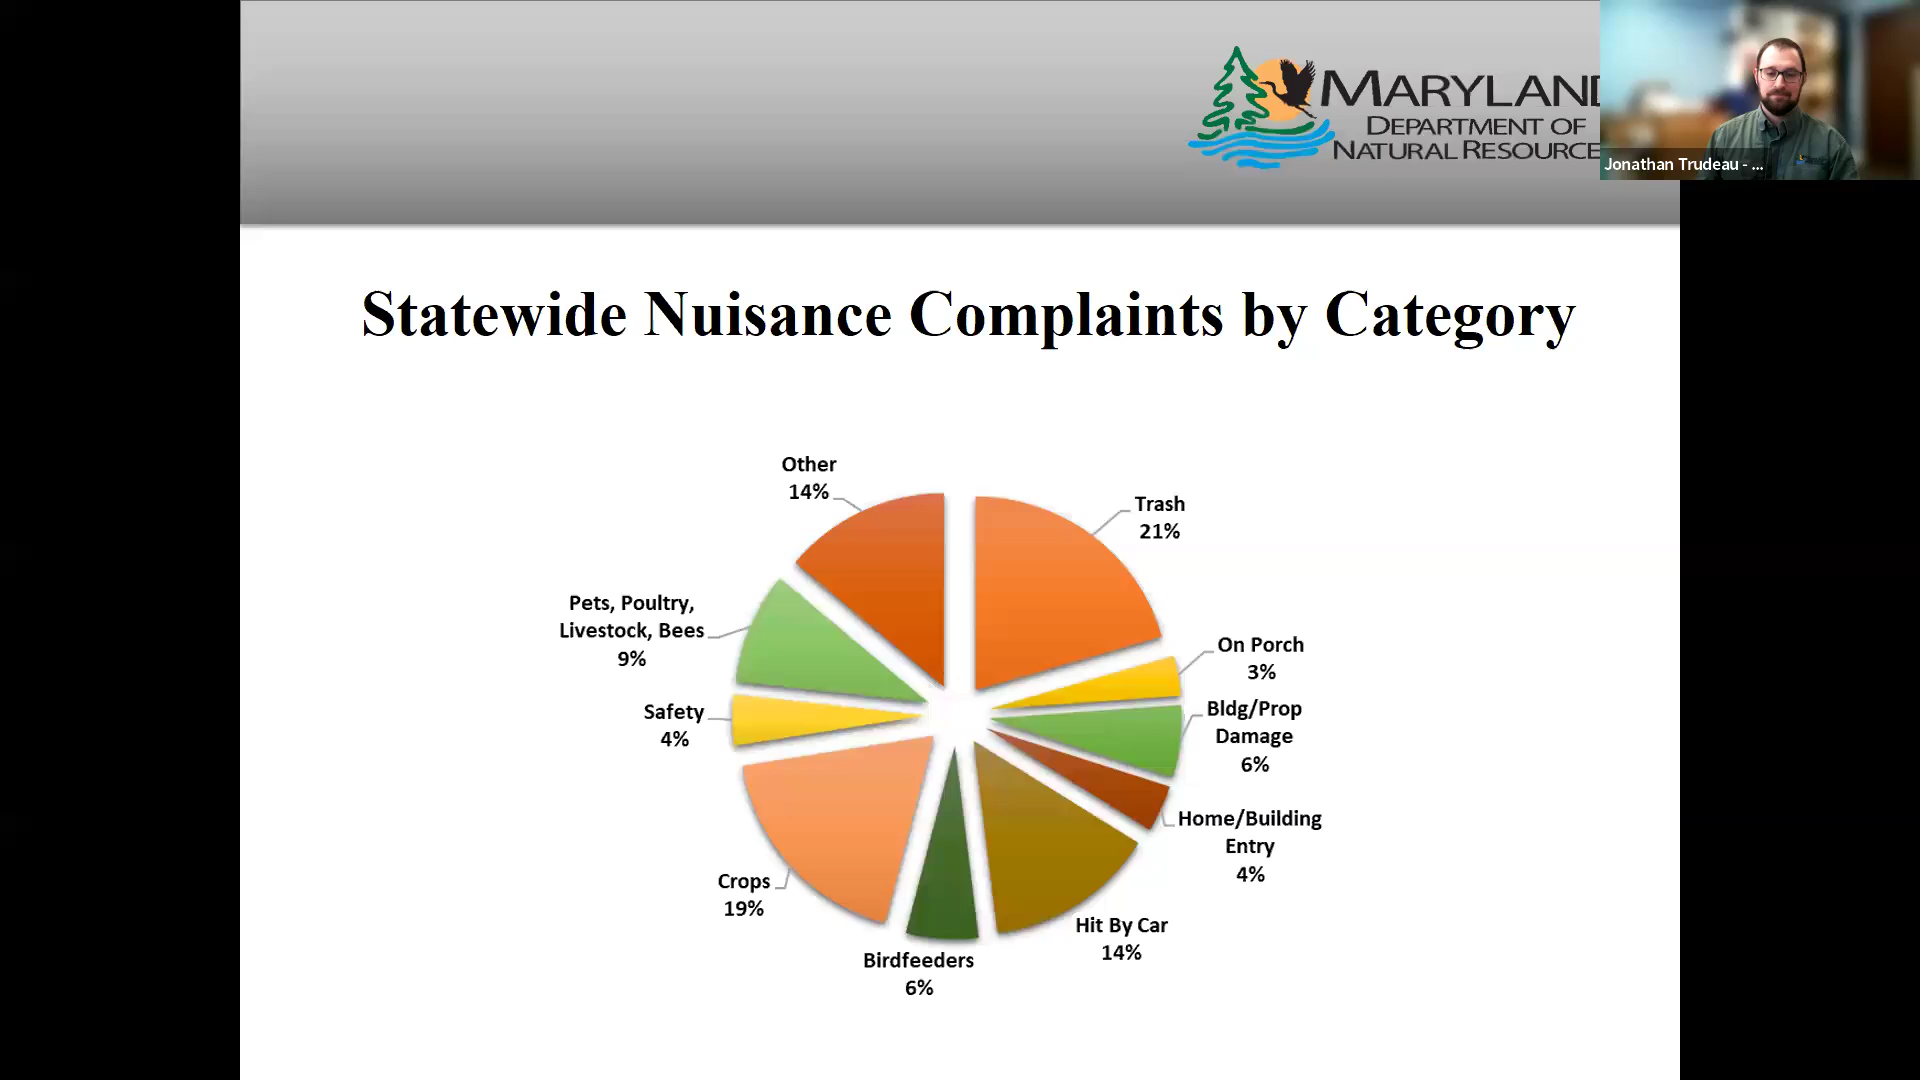 MARYLAND
DEPARTMENT OF
NATURAL RESOURCE
Jonathan Trudeau - ...
Statewide Nuisance Complaints by Category
Other
14%
Trash
21%
Pets, Poultry,
Livestock, Bees
9%
On Porch
3%
Safety
4%
Bldg/Prop
Damage
6%
Home/Building
Entry
4%
Crops
19%
Hit By Car
14%
Birdfeeders
6%